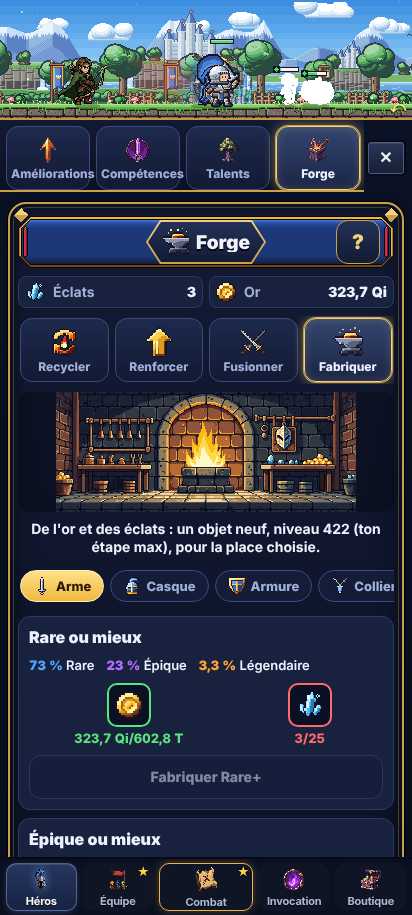 Améliorations
Compétences
Talents
Forge
×
Forge
?
Éclats 3
Or 323,7 Qi
Recycler
Renforcer
Fusionner
Fabriquer
De l'or et des éclats : un objet neuf, niveau 422 (ton
étape max), pour la place choisie.
Arme
Casque
Armure
Collier
Rare ou mieux
73 % Rare 23 % Épique 3,3 % Légendaire
323,7 Qi/602,8 T
3/25
Fabriquer Rare+
Épique ou mieux
Héros
Équipe
Combat
Invocation
Boutique